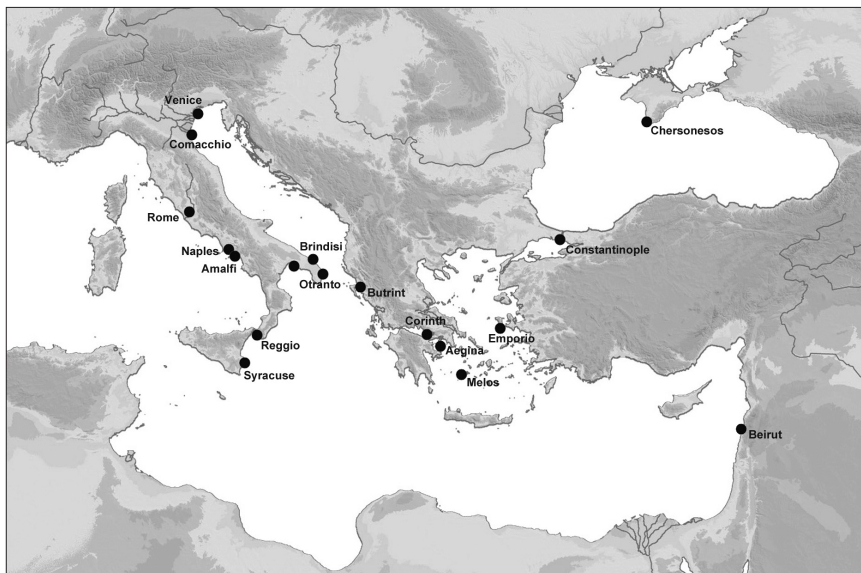 Venice
Comacchio
Chersonesos
Rome
Constantinople
Naples
Brindisi
Amalfi
Otranto
Butrint
Corinth
Emporio
Reggio
Aegina
Syracuse
Melos
Beirut